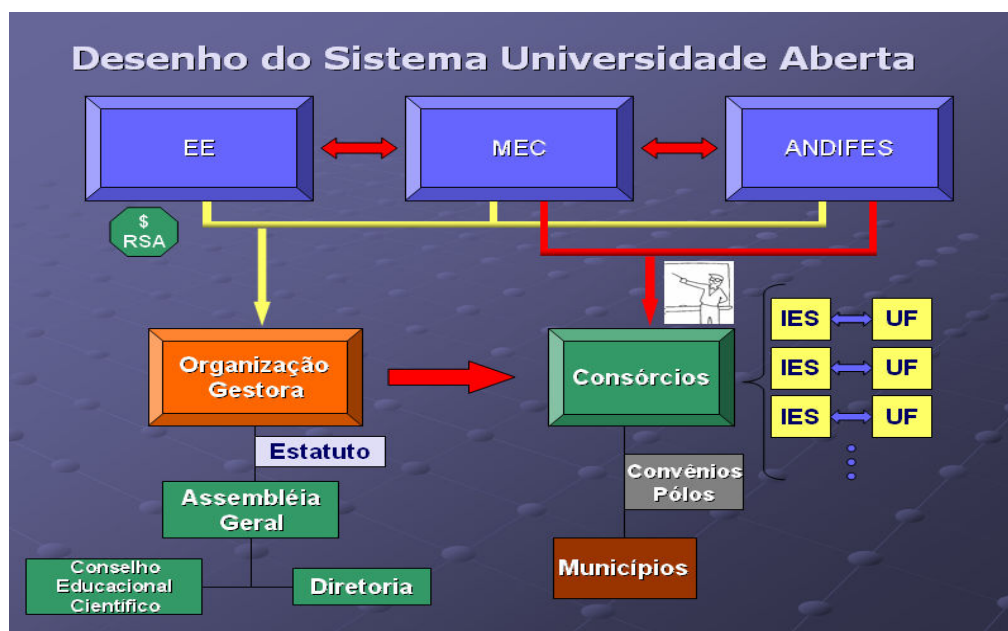 Desenho do Sistema Universidade Aberta
EE
MEC
ANDIFES
$
RSA
Organização
Gestora
Consórcios
IES
UF
IES
UF
IES
UF
Estatuto
Assembléia
Geral
Conselho
Educacional
Científico
Diretoria
Convênios
Pólos
Municípios